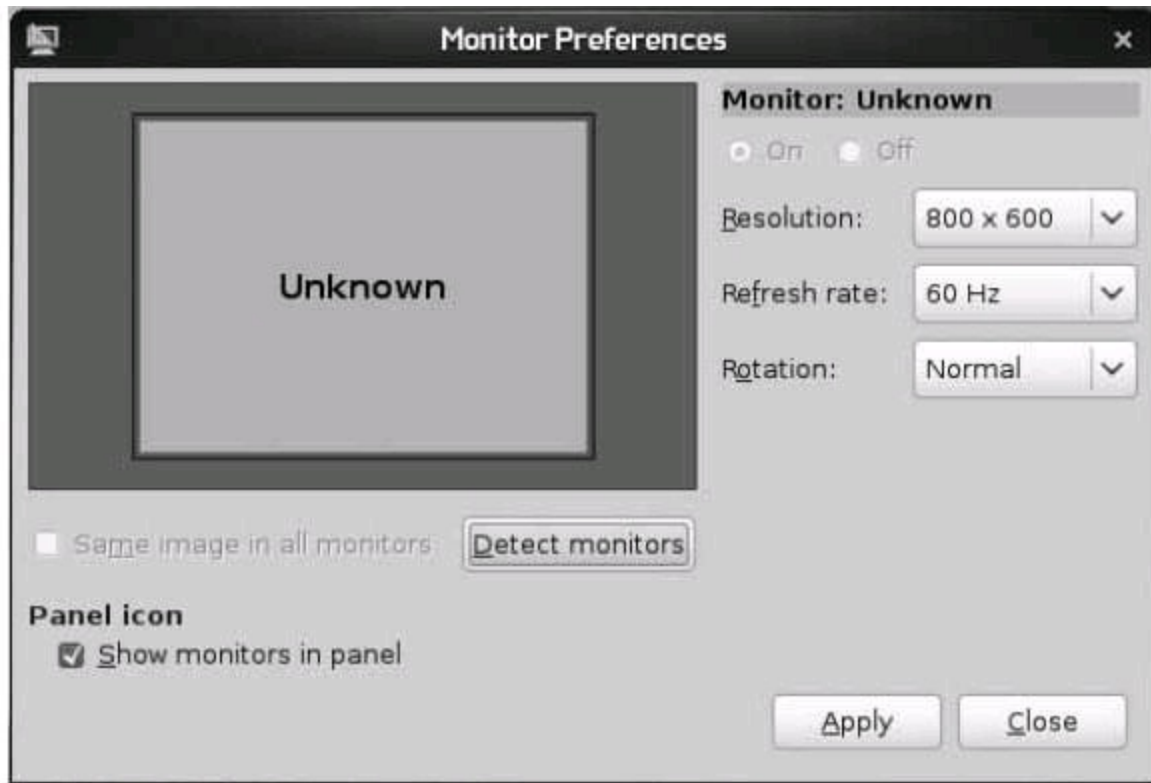 Monitor Preferences
Monitor: Unknown
On Off
Resolution: 800 x 600
Unknown
Refresh rate: 60 Hz
Rotation: Normal
Same image in all monitors
Detect monitors
Panel icon
Show monitors in panel
Apply
Close